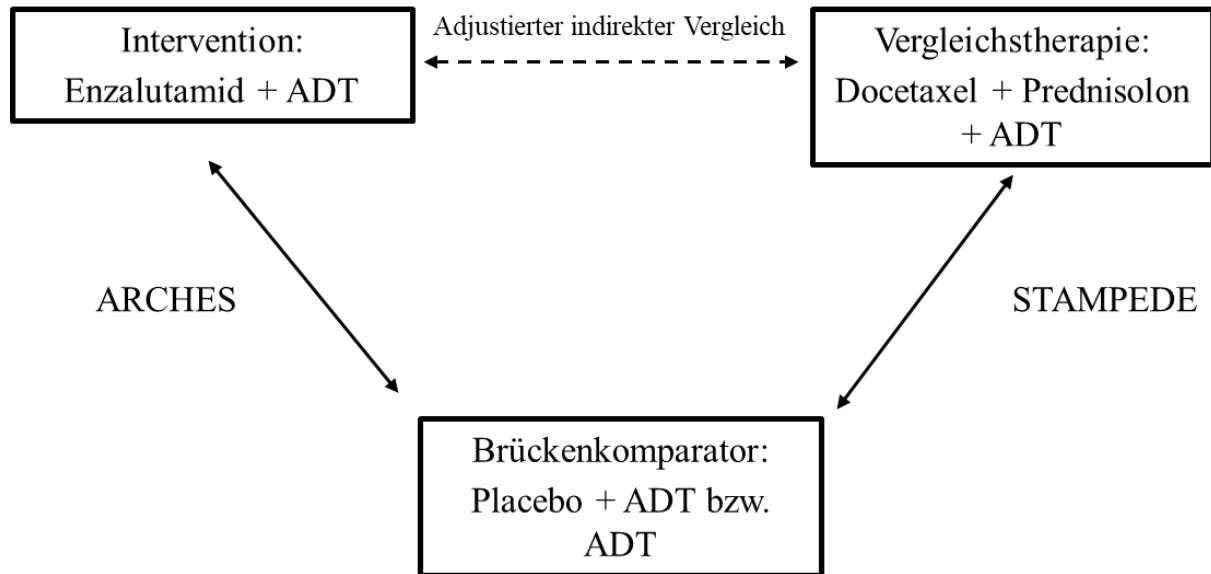 Intervention:
Enzalutamid + ADT
Adjustierter indirekter Vergleich
Vergleichstherapie:
Docetaxel + Prednisolon
+ ADT
ARCHES
STAMPEDE
Brückenkomparator:
Placebo + ADT bzw.
ADT